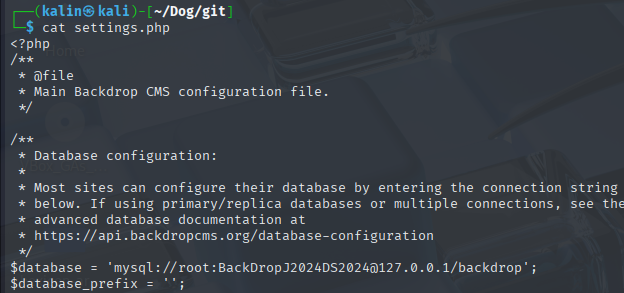 ┌──(kalin㉿kali)-[~/Dog/git]
└─$ cat settings.php
<?php
/**
 * @file
 * Main Backdrop CMS configuration file.
 */

/**
 * Database configuration:
 *
 * Most sites can configure their database by entering the connection string
 * below. If using primary/replica databases or multiple connections, see the
 * advanced database documentation at
 * https://api.backdropcms.org/database-configuration
 */
$database = 'mysql://root:BackDropJ2024DS2024@127.0.0.1/backdrop';
$database_prefix = '';